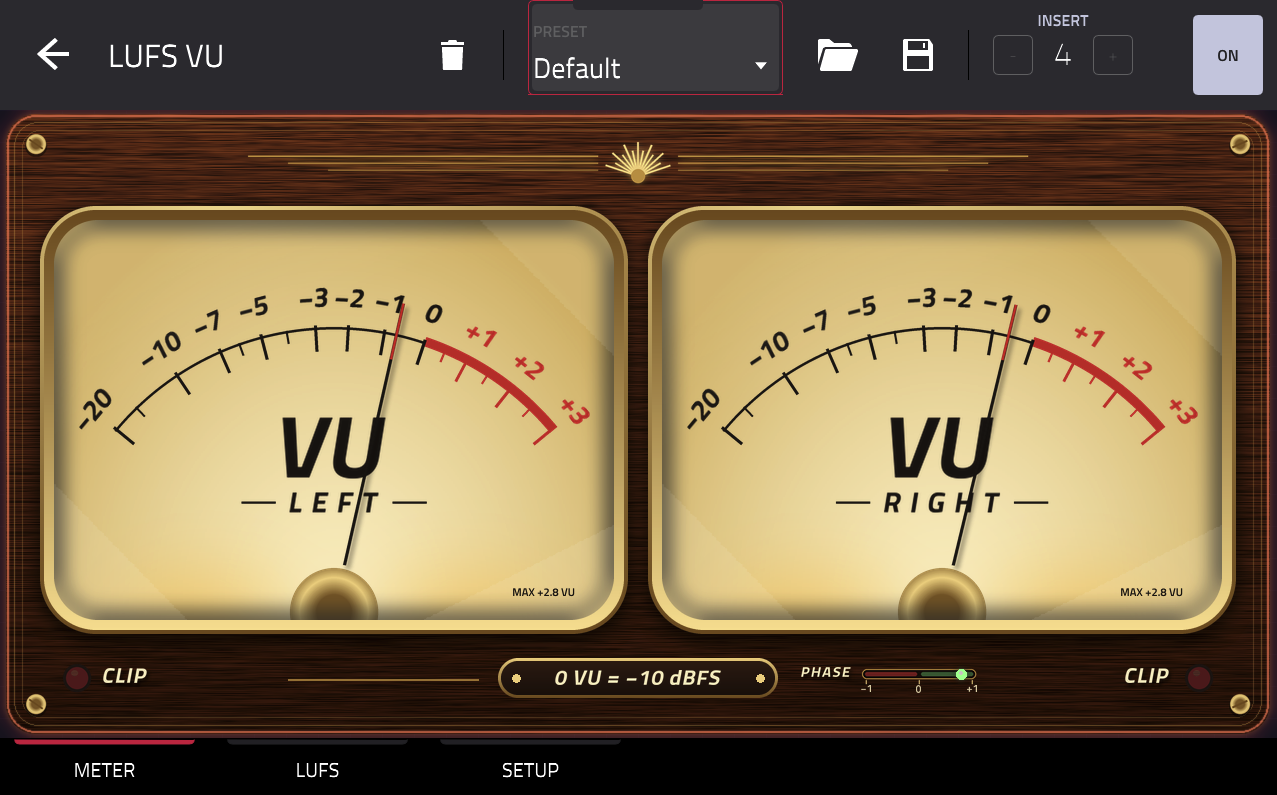 LUFS VU
PRESET
Default
INSERT
- 4 +
ON
-20 -10 -7 -5 -3 -2 -1 0 +1 +2 +3
VU
LEFT
MAX +2.8 VU
-20 -10 -7 -5 -3 -2 -1 0 +1 +2 +3
VU
RIGHT
MAX +2.8 VU
CLIP
0 VU = -10 dBFS
PHASE
-1 0 +1
CLIP
METER LUFS SETUP